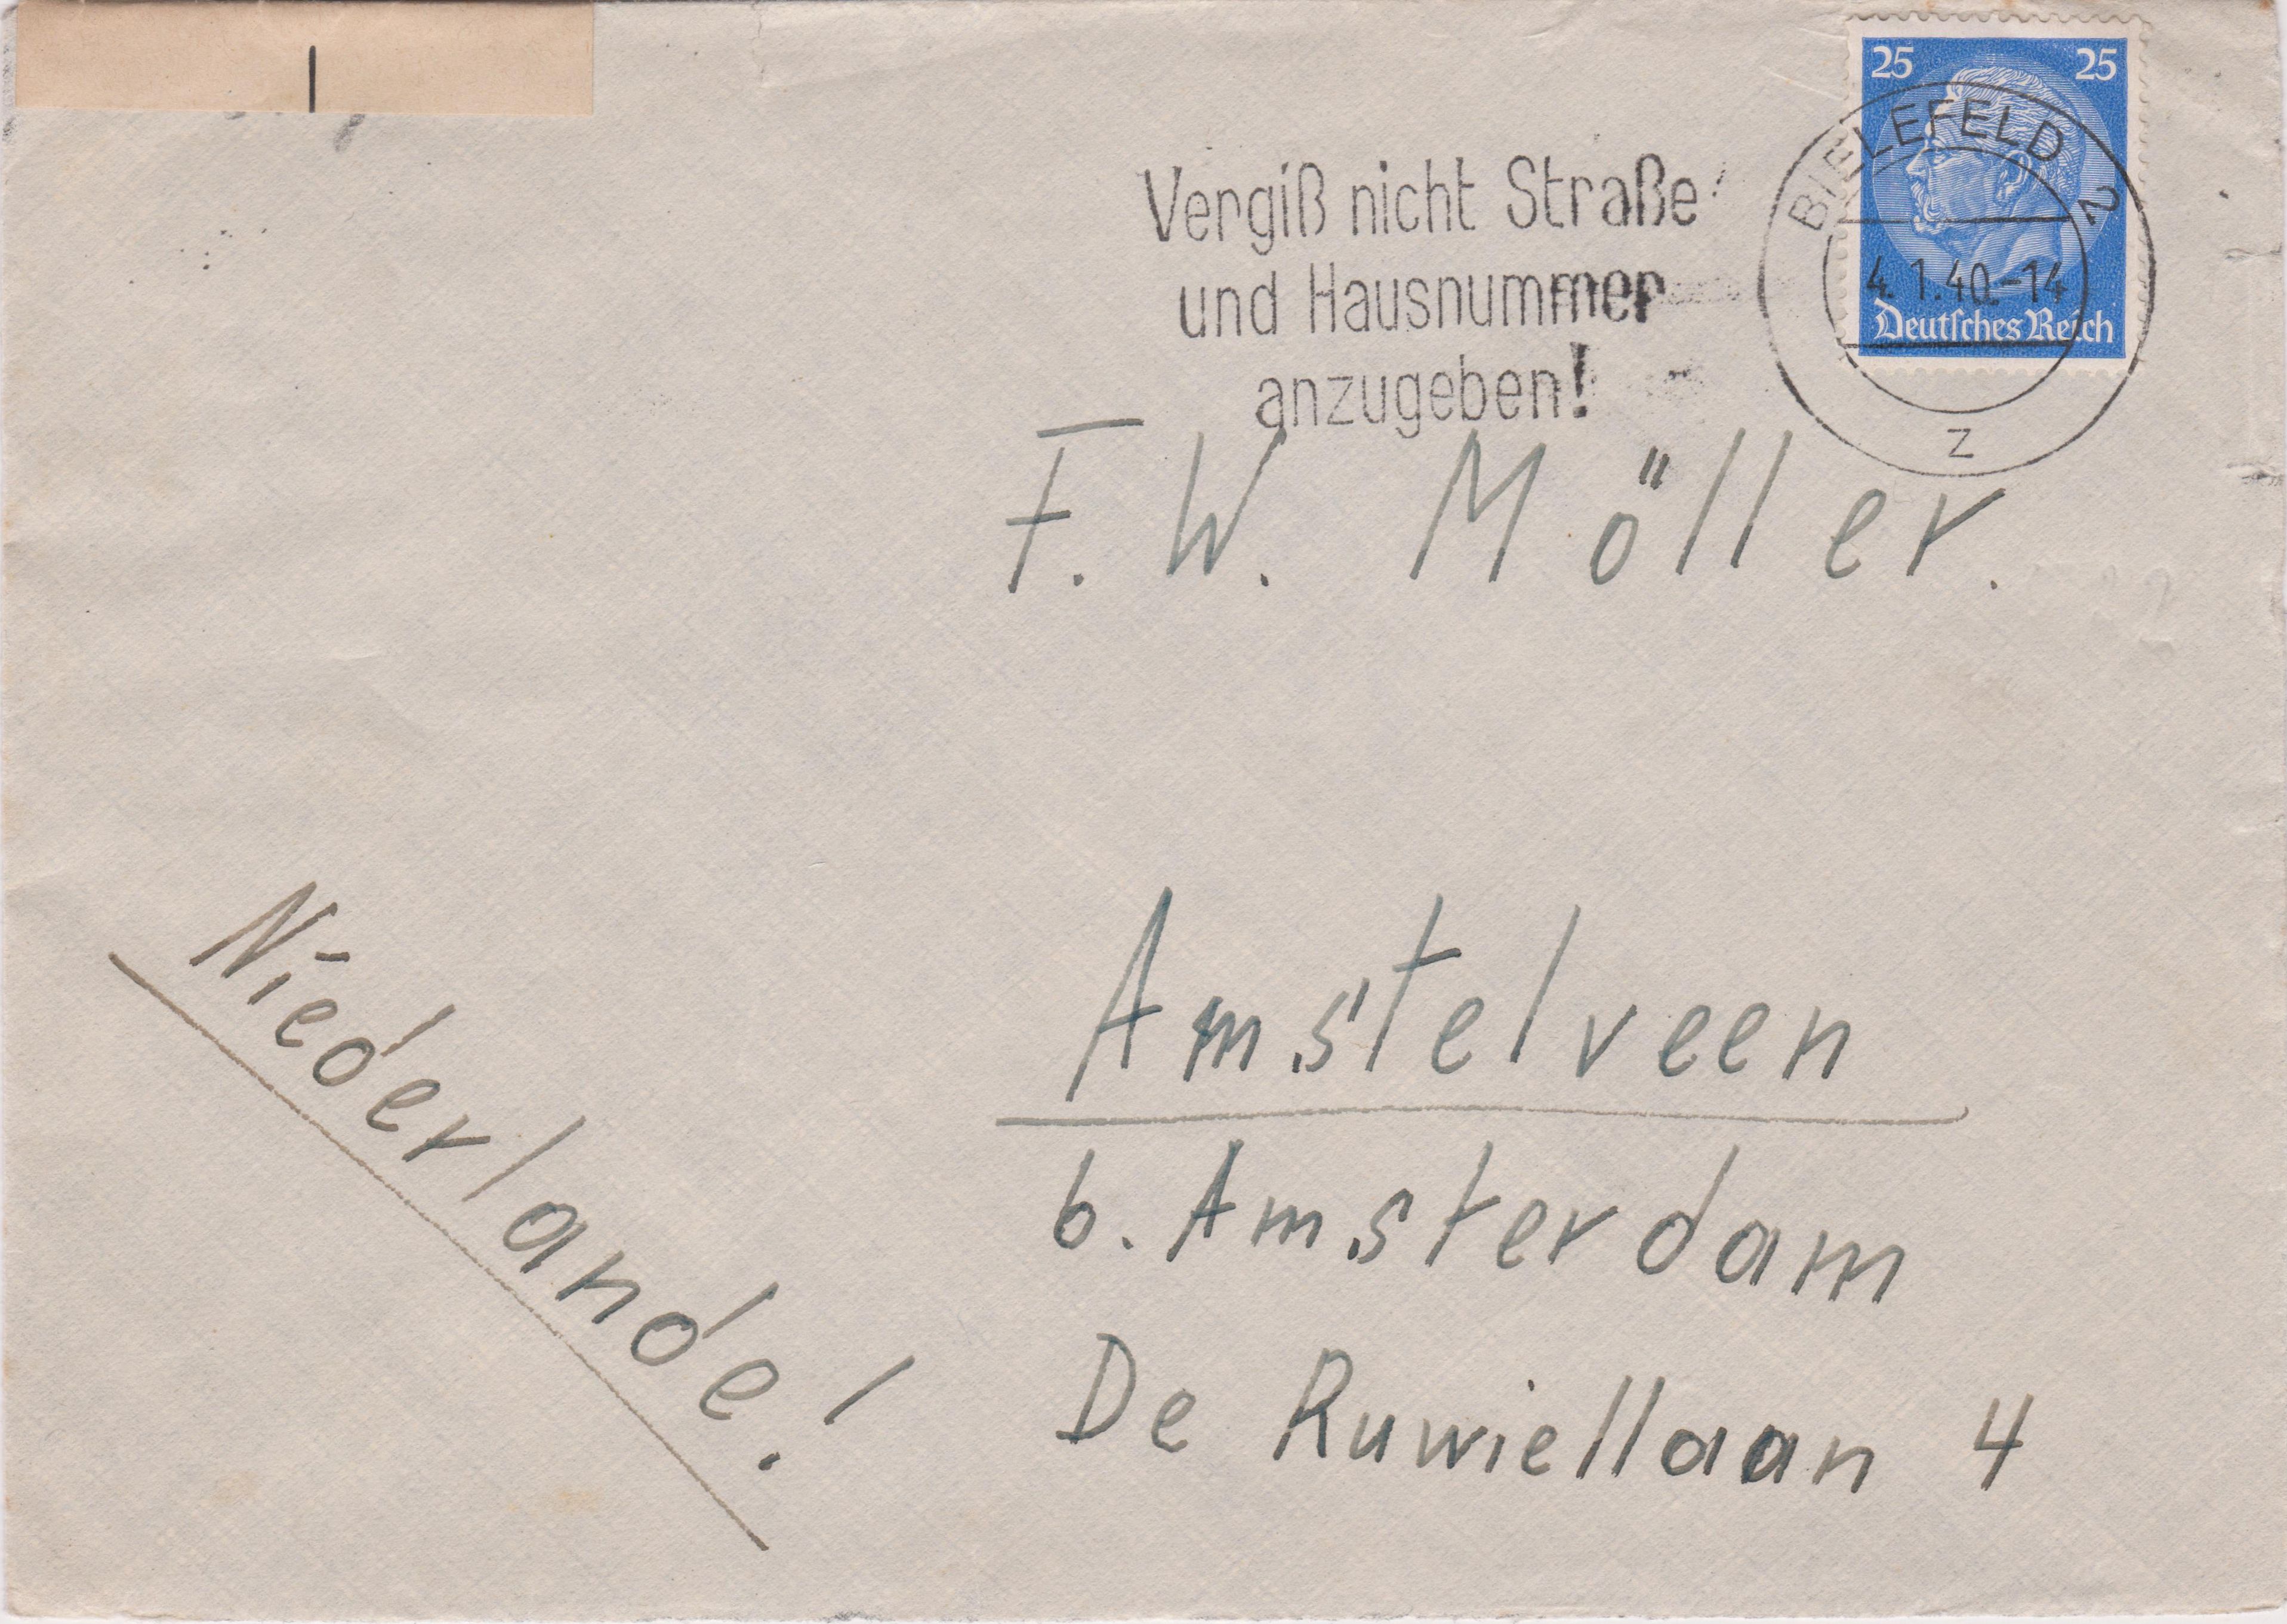 25 25
Deutsches Reich
BIELEFELD 2
4.1.40.-14
z
Vergiß nicht Straße
und Hausnummer
anzugeben!
F. W. Möller.
Niederlande!
Amstelveen
b. Amsterdam
De Ruwiellaan 4